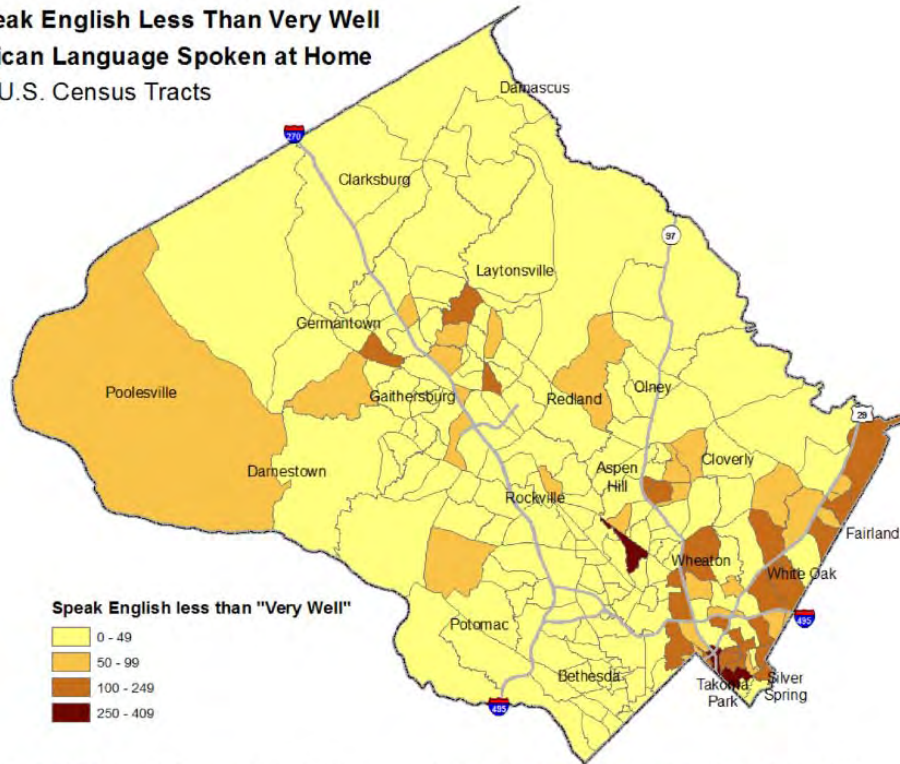 eak English Less Than Very Well
ican Language Spoken at Home
U.S. Census Tracts
Damascus
270
Clarksburg
97
Laytonsville
Germantown
Poolesville
Gaithersburg
Redland
Olney
29
Darnestown
Aspen
Hill
Cloverly
Rockville
Fairland
Wheaton
White Oak
Speak English less than "Very Well"
0 - 49
50 - 99
100 - 249
250 - 409
495
Potomac
Bethesda
Takoma
Park
Silver
Spring
495